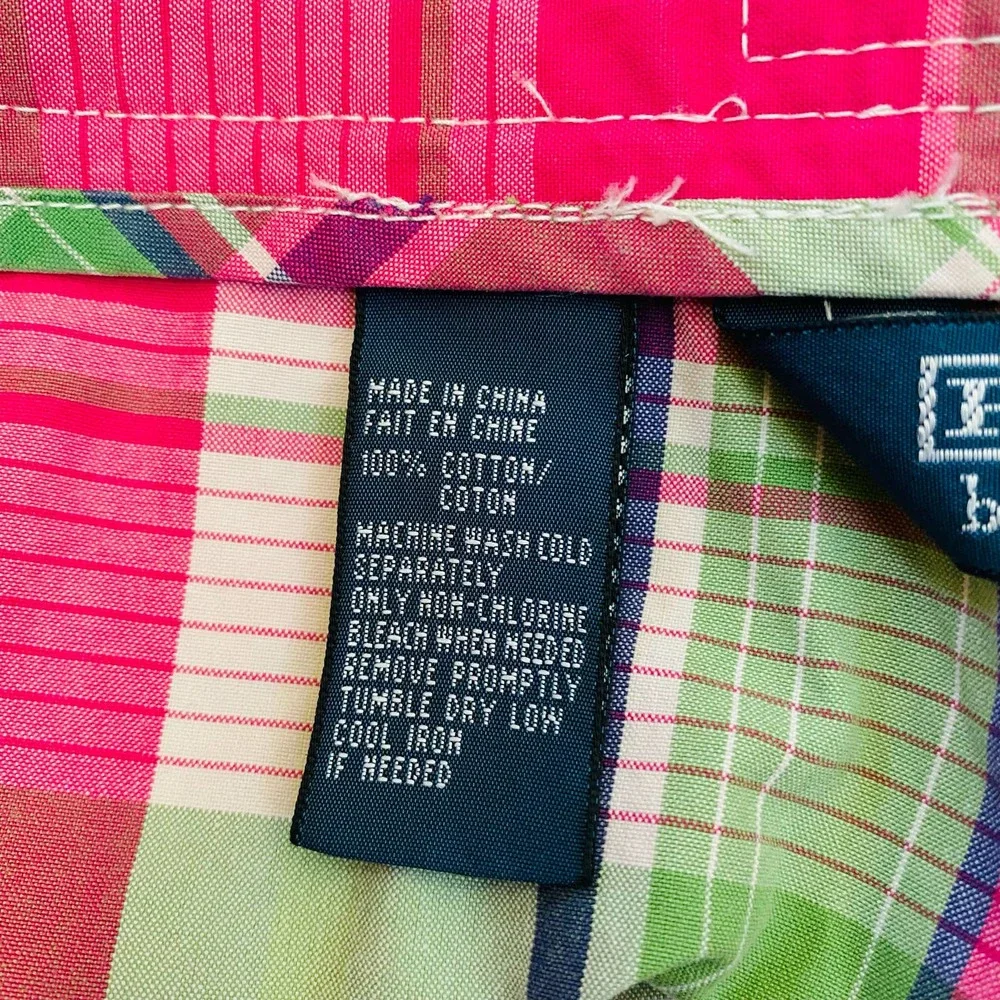 MADE IN CHINA
FAIT EN CHINE
100% COTTON/
COTON
MACHINE WASH COLD
SEPARATELY
ONLY NON-CHLORINE
BLEACH WHEN NEEDED
REMOVE PROMPTLY
TUMBLE DRY LOW
COOL IRON
IF NEEDED